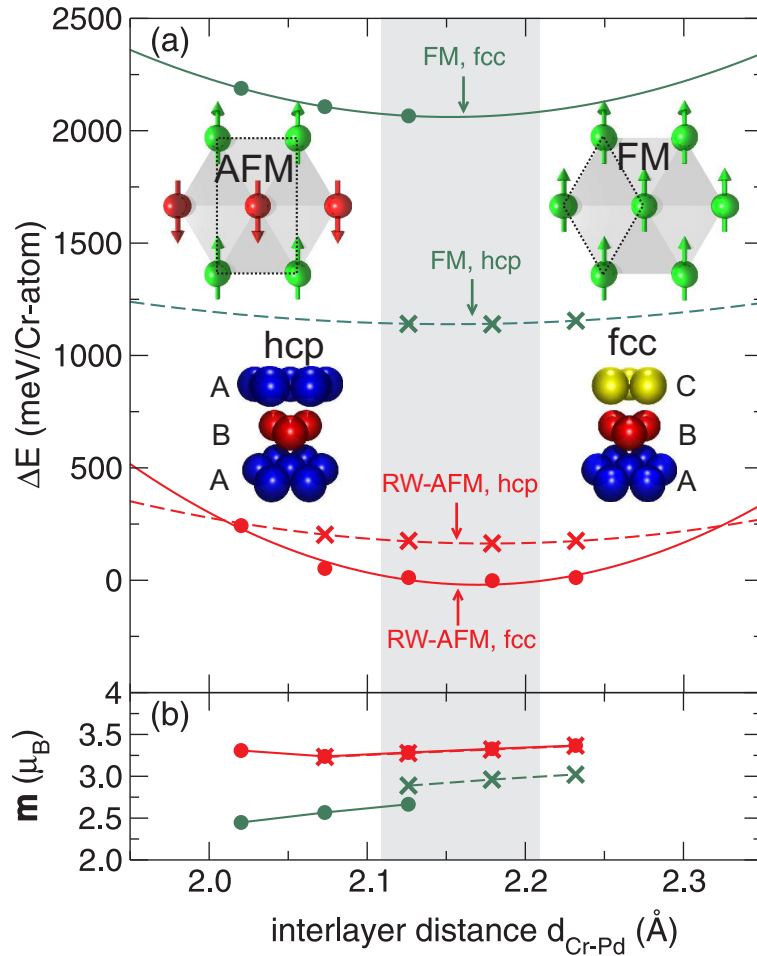 2500
(a)
FM, fcc
2000
AFM
FM
1500
FM, hcp
1000
hcp
fcc
A
C
B
B
500
RW-AFM, hcp
A
A
0
RW-AFM, fcc
ΔE (meV/Cr-atom)
4
(b)
3.5
3.0
2.5
2.0
m (μB)
2.0
2.1
2.2
2.3
interlayer distance dCr-Pd (Å)